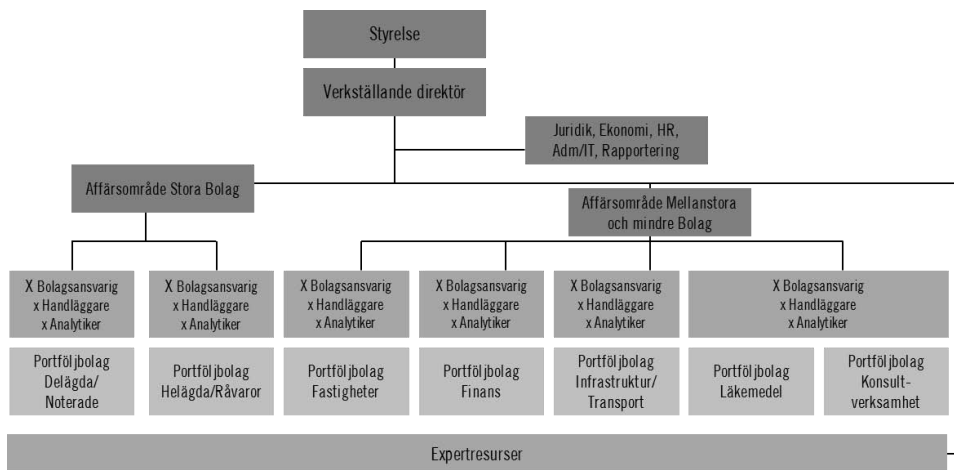 Styrelse
Verkställande direktör
Juridik, Ekonomi, HR,
Adm/IT, Rapportering
Affärsområde Stora Bolag
Affärsområde Mellanstora
och mindre Bolag
X Bolagsansvarig
x Handläggare
x Analytiker
X Bolagsansvarig
x Handläggare
x Analytiker
X Bolagsansvarig
x Handläggare
x Analytiker
X Bolagsansvarig
x Handläggare
x Analytiker
X Bolagsansvarig
x Handläggare
x Analytiker
X Bolagsansvarig
x Handläggare
x Analytiker
Portföljbolag
Delägda/
Noterade
Portföljbolag
Helägda/Råvaror
Portföljbolag
Fastigheter
Portföljbolag
Finans
Portföljbolag
Infrastruktur/
Transport
Portföljbolag
Läkemedel
Portföljbolag
Konsult-
verksamhet
Expertresurser